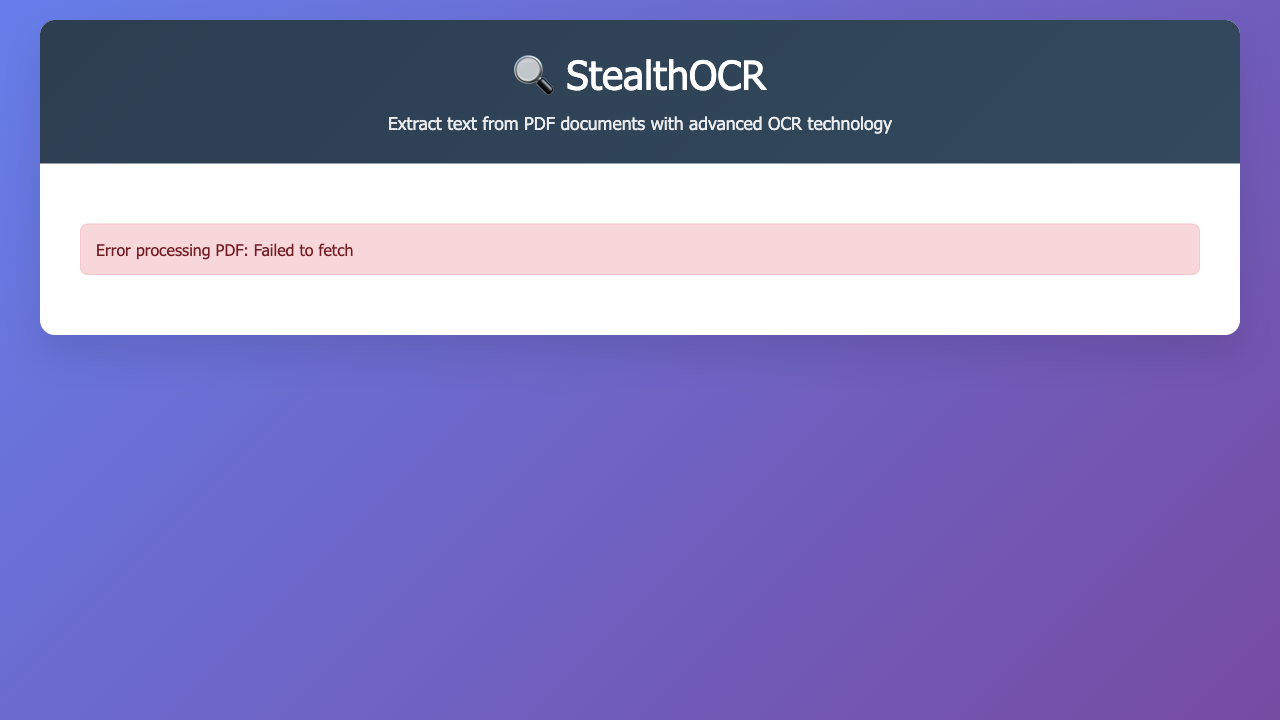 🔍 StealthOCR
Extract text from PDF documents with advanced OCR technology
Error processing PDF: Failed to fetch